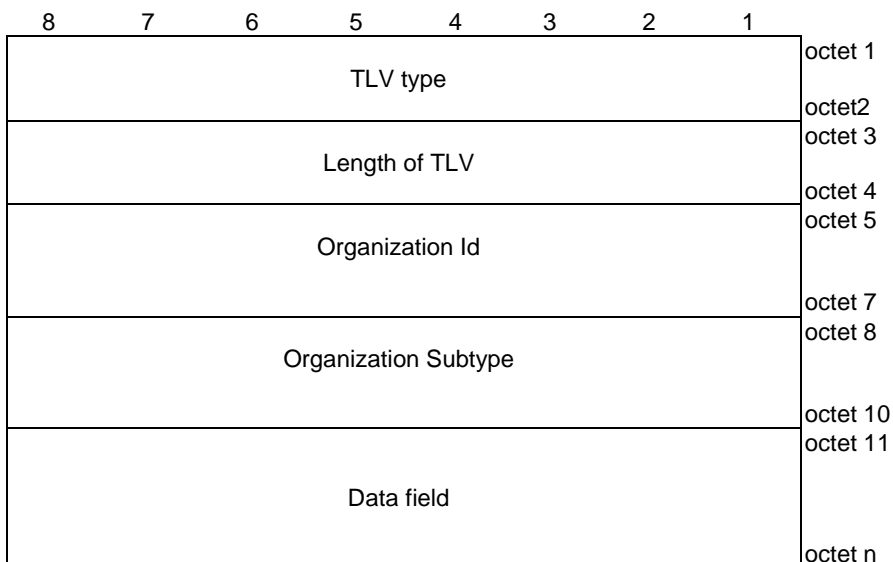 8 7 6 5 4 3 2 1
octet 1
TLV type
octet2
octet 3
Length of TLV
octet 4
octet 5
Organization Id
octet 7
octet 8
Organization Subtype
octet 10
octet 11
Data field
octet n